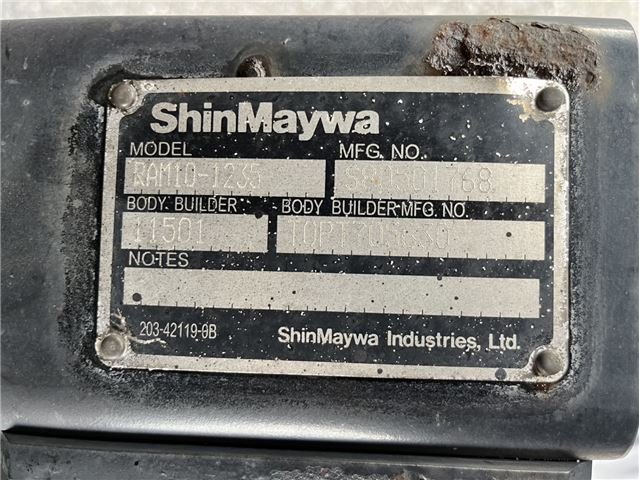 ShinMaywa
MODEL MFG. NO.
RAM10-1235
BODY BUILDER BODY BUILDER MFG. NO.
11501
NOTES
203-42119-0B ShinMaywa Industries, Ltd.